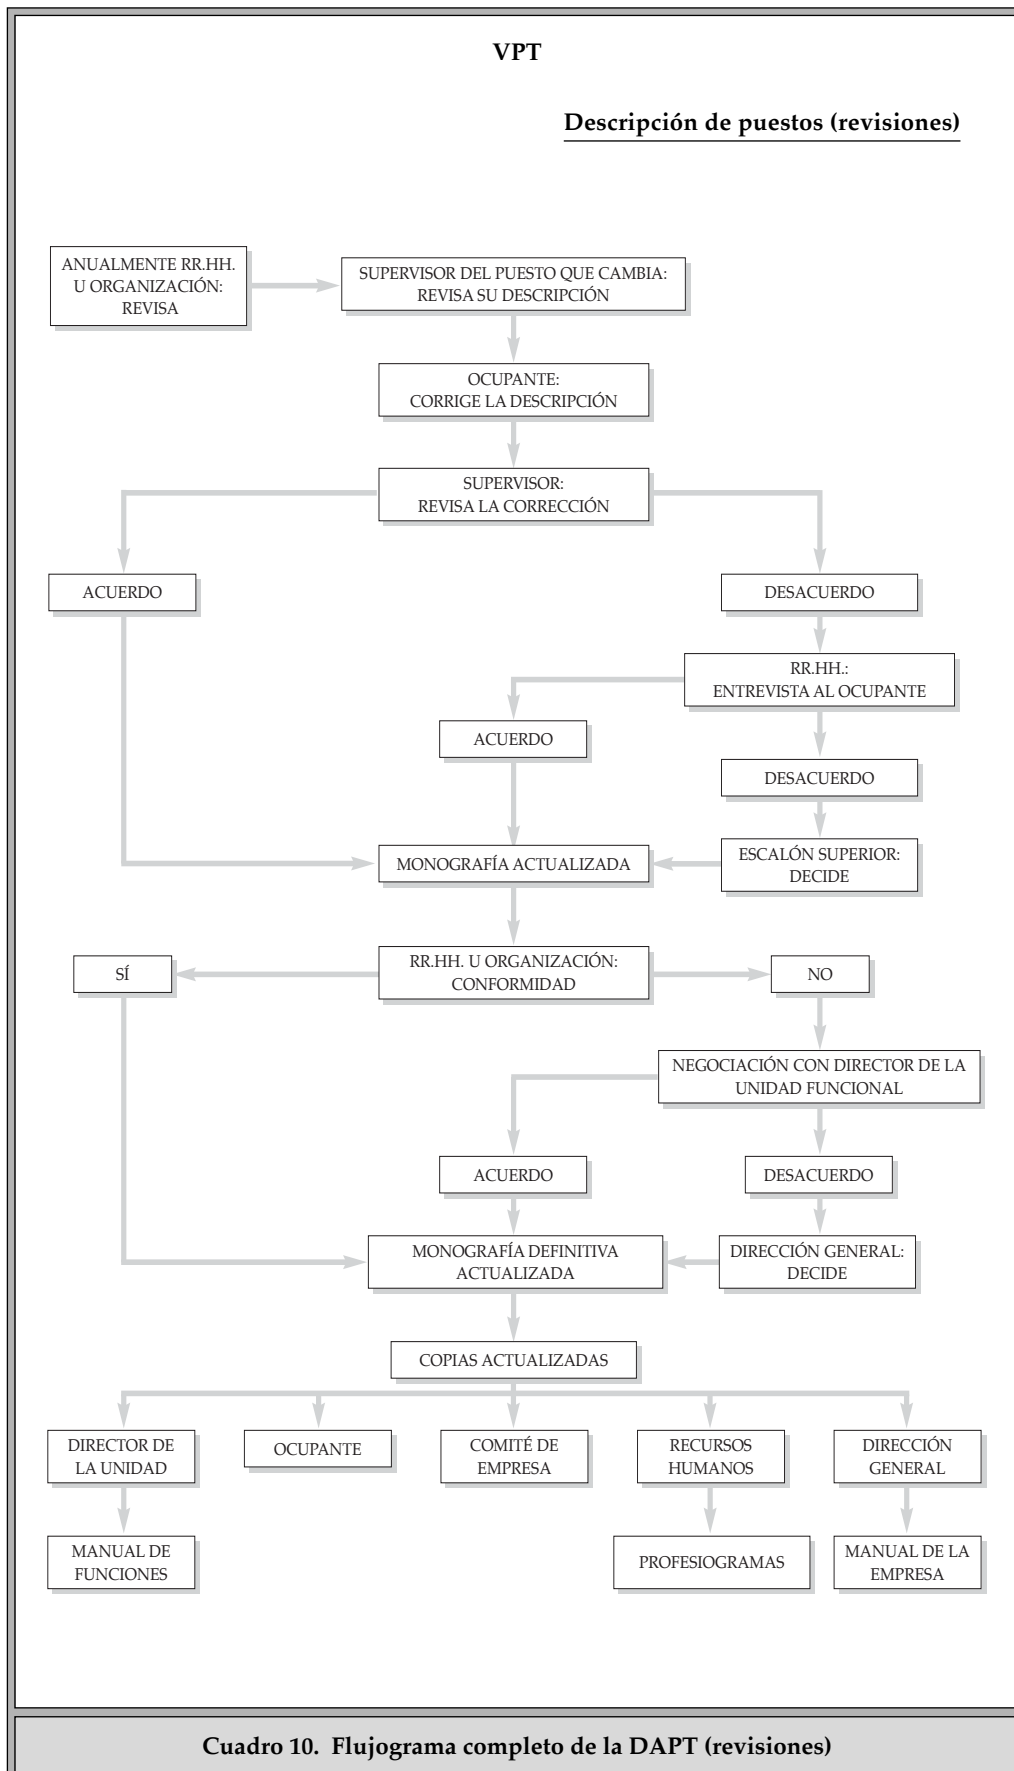 VPT
Descripción de puestos (revisiones)
ANUALMENTE RR.HH.
U ORGANIZACIÓN:
REVISA
SUPERVISOR DEL PUESTO QUE CAMBIA:
REVISA SU DESCRIPCIÓN
OCUPANTE:
CORRIGE LA DESCRIPCIÓN
SUPERVISOR:
REVISA LA CORRECCIÓN
ACUERDO
DESACUERDO
RR.HH.:
ENTREVISTA AL OCUPANTE
ACUERDO
DESACUERDO
MONOGRAFÍA ACTUALIZADA
ESCALÓN SUPERIOR:
DECIDE
SÍ
RR.HH. U ORGANIZACIÓN:
CONFORMIDAD
NO
NEGOCIACIÓN CON DIRECTOR DE LA
UNIDAD FUNCIONAL
ACUERDO
DESACUERDO
MONOGRAFÍA DEFINITIVA
ACTUALIZADA
DIRECCIÓN GENERAL:
DECIDE
COPIAS ACTUALIZADAS
DIRECTOR DE
LA UNIDAD
OCUPANTE
COMITÉ DE
EMPRESA
RECURSOS
HUMANOS
DIRECCIÓN
GENERAL
MANUAL DE
FUNCIONES
PROFESIOGRAMAS
MANUAL DE LA
EMPRESA
Cuadro 10. Flujograma completo de la DAPT (revisiones)